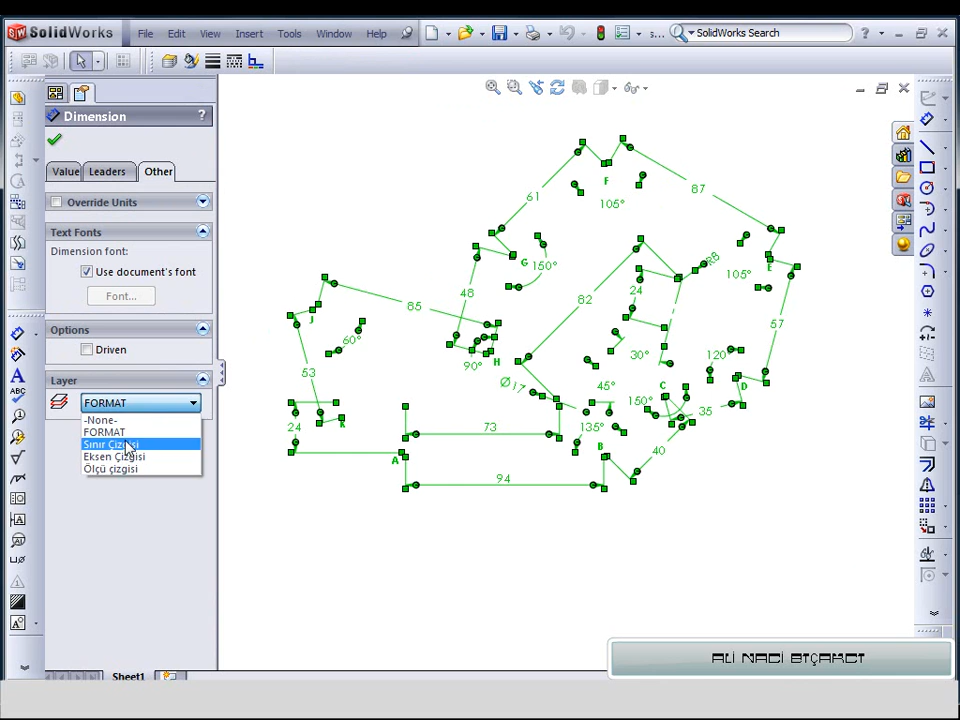 SolidWorks File Edit View Insert Tools Window Help s... SolidWorks Search
Dimension ?
Value Leaders Other
Override Units
Text Fonts
Dimension font:
Use document's font
Font...
Options
Driven
Layer
FORMAT
-None-
FORMAT
Sınır Çizgisi
Eksen Çizgisi
Ölçü çizgisi
F
61
87
105°
G
150°
R8
105°
E
48
82
24
85
J
60°
57
90°
H
30°
120°
53
Ø17
45°
C
150°
D
35
24
K
73
135°
B
A
40
94
Sheet1
ALİ NACİ BIÇAKCI